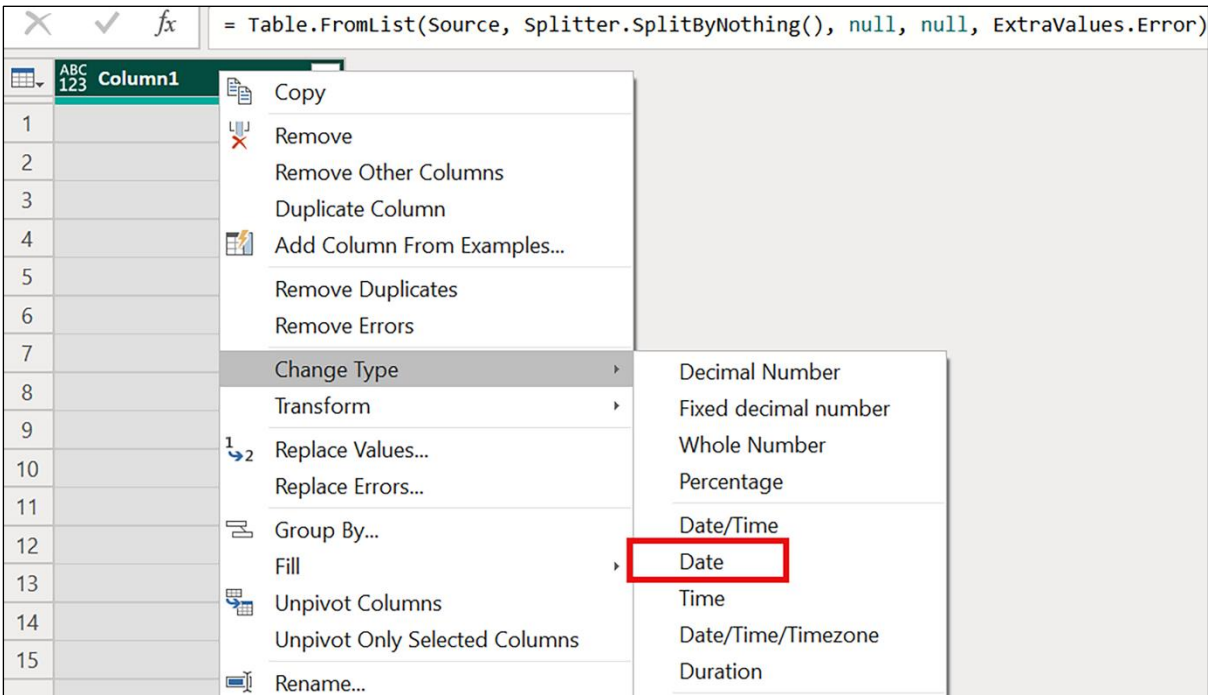 fx = Table.FromList(Source, Splitter.SplitByNothing(), null, null, ExtraValues.Error)
ABC 123 Column1
1
2
3
4
5
6
7
8
9
10
11
12
13
14
15
Copy
Remove
Remove Other Columns
Duplicate Column
Add Column From Examples...
Remove Duplicates
Remove Errors
Change Type
Transform
1 2 Replace Values...
Replace Errors...
Group By...
Fill
Unpivot Columns
Unpivot Only Selected Columns
Rename...
Decimal Number
Fixed decimal number
Whole Number
Percentage
Date/Time
Date
Time
Date/Time/Timezone
Duration